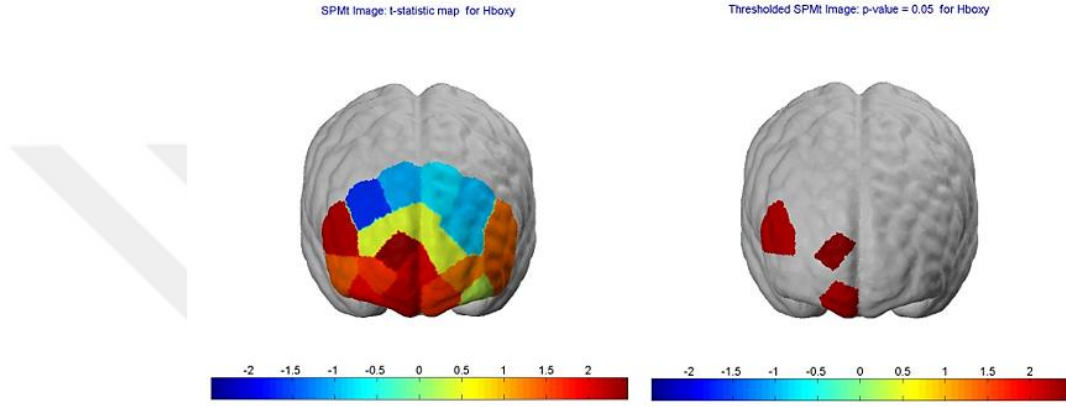 SPMt Image: t-statistic map for Hboxy
Thresholded SPMt Image: p-value = 0.05 for Hboxy
-2 -1.5 -1 -0.5 0 0.5 1 1.5 2
-2 -1.5 -1 -0.5 0 0.5 1 1.5 2